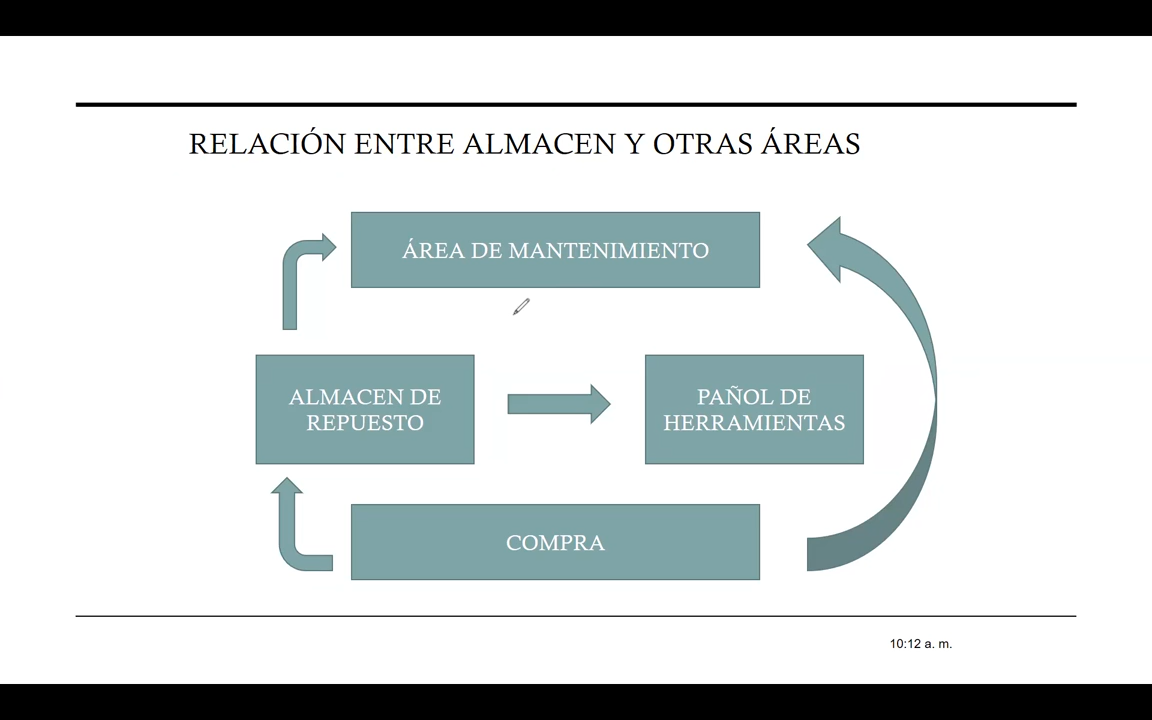 RELACIÓN ENTRE ALMACEN Y OTRAS ÁREAS
ÁREA DE MANTENIMIENTO
ALMACEN DE
REPUESTO
PAÑOL DE
HERRAMIENTAS
COMPRA
10:12 a. m.